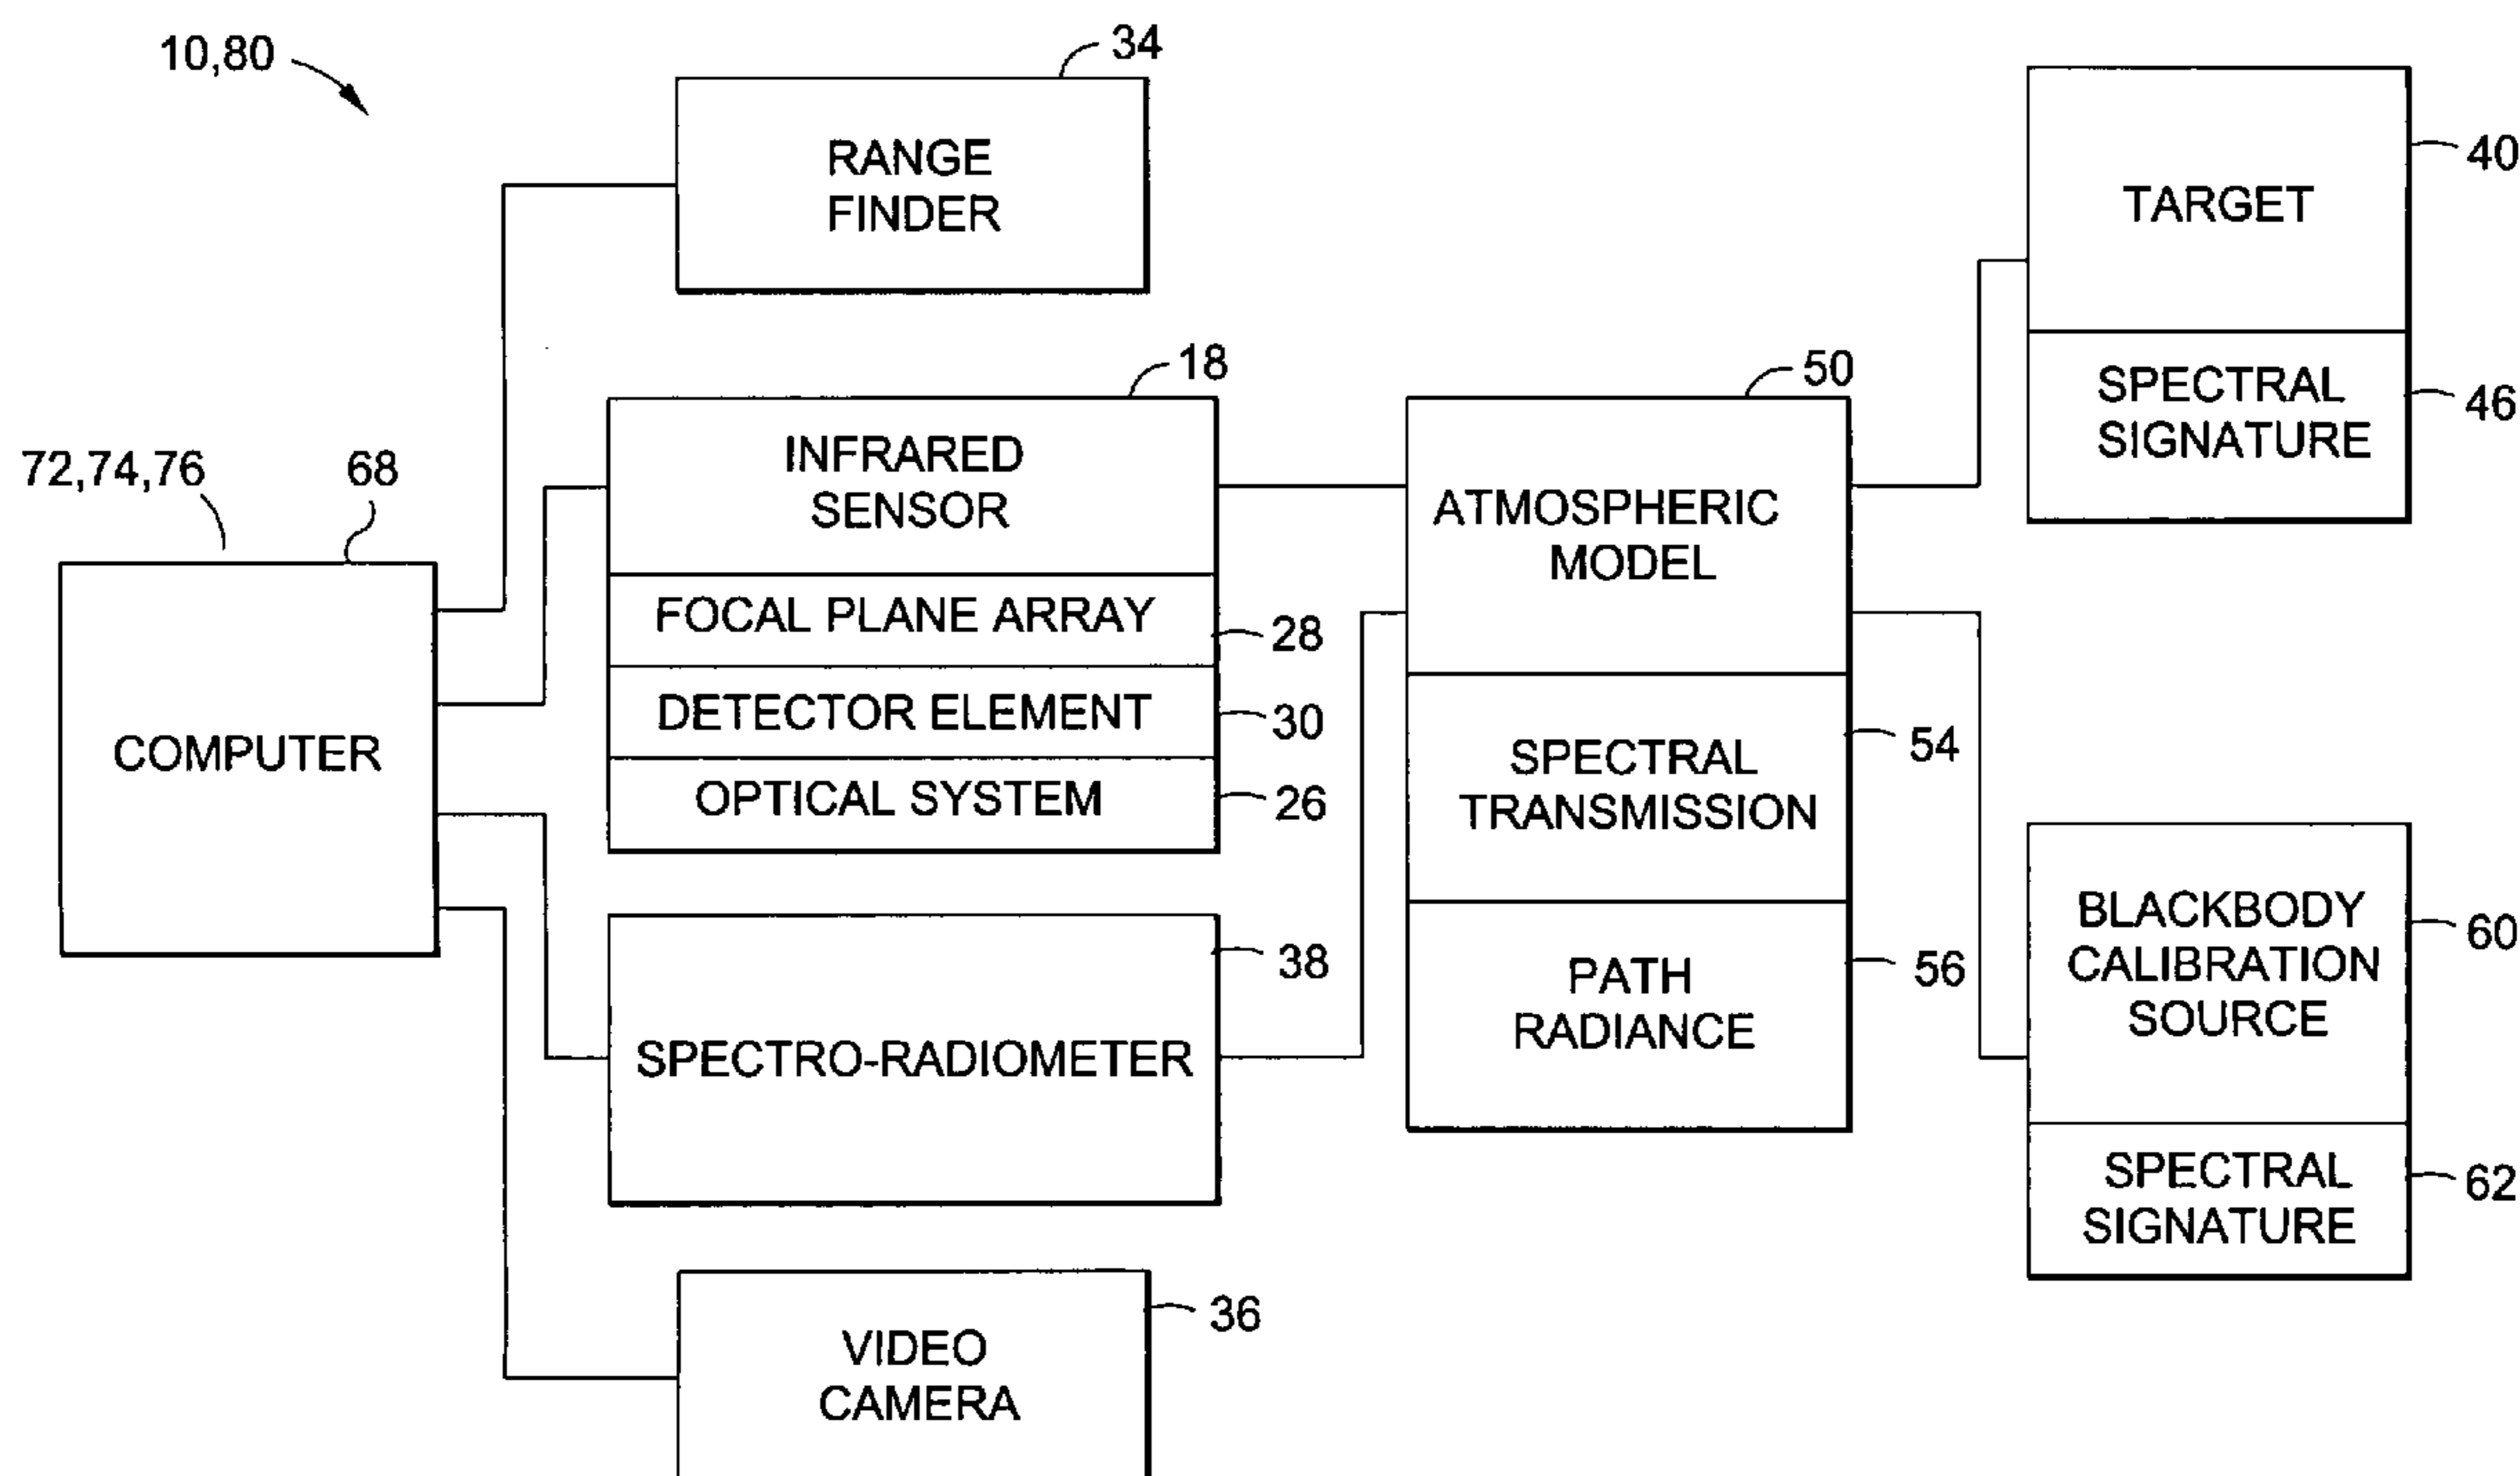 10,80
34
RANGE
FINDER
40
TARGET
46
SPECTRAL
SIGNATURE
18
INFRARED
SENSOR
FOCAL PLANE ARRAY
28
DETECTOR ELEMENT
30
OPTICAL SYSTEM
26
50
ATMOSPHERIC
MODEL
SPECTRAL
TRANSMISSION
54
PATH
RADIANCE
56
72,74,76
68
COMPUTER
38
SPECTRO-RADIOMETER
BLACKBODY
CALIBRATION
SOURCE
60
SPECTRAL
SIGNATURE
62
36
VIDEO
CAMERA